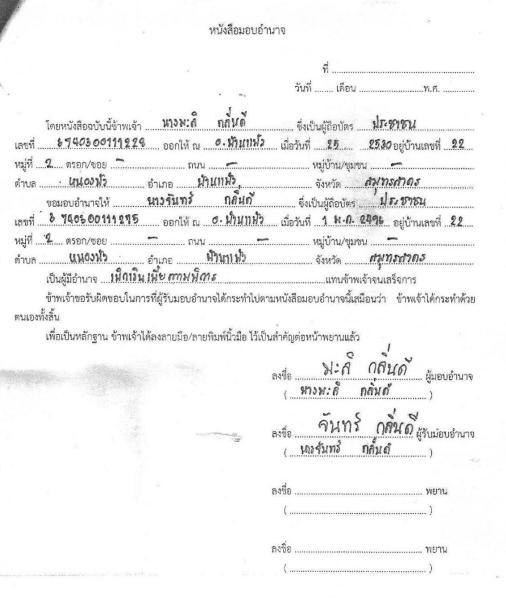 หนังสือมอบอำนาจ
ที่ ........................
วันที่ ........ เดือน ........................ พ.ศ. ................
โดยหนังสือฉบับนี้ข้าพเจ้า นางมะลิ กลิ่นดี ซึ่งเป็นผู้ถือบัตร ประชาชน
เลขที่ ออกให้ ณ อ.บ้านแพ้ว เมื่อวันที่ 25 2530 อยู่บ้านเลขที่ 22
หมู่ที่ 2 ตรอก/ซอย - ถนน - หมู่บ้าน/ชุมชน -
ตำบล หนองบัว อำเภอ บ้านแพ้ว จังหวัด สมุทรสาคร
ขอมอบอำนาจให้ นางจันทร์ กลิ่นดี ซึ่งเป็นผู้ถือบัตร ประชาชน
เลขที่ ออกให้ ณ อ.บ้านแพ้ว เมื่อวันที่ 1 พ.ค. 2496 อยู่บ้านเลขที่ 22
หมู่ที่ 2 ตรอก/ซอย - ถนน - หมู่บ้าน/ชุมชน -
ตำบล หนองบัว อำเภอ บ้านแพ้ว จังหวัด สมุทรสาคร
เป็นผู้มีอำนาจ เบิกเงินเบี้ยความพิการ แทนข้าพเจ้าจนเสร็จการ
ข้าพเจ้าขอรับผิดชอบในการที่ผู้รับมอบอำนาจได้กระทำไปตามหนังสือมอบอำนาจนี้เสมือนว่า ข้าพเจ้าได้กระทำด้วย
ตนเองทั้งสิ้น
เพื่อเป็นหลักฐาน ข้าพเจ้าได้ลงลายมือ/ลายพิมพ์นิ้วมือ ไว้เป็นสำคัญต่อหน้าพยานแล้ว
ลงชื่อ มะลิ กลิ่นดี ผู้มอบอำนาจ
( นางมะลิ กลิ่นดี )
ลงชื่อ จันทร์ กลิ่นดี ผู้รับมอบอำนาจ
( นางจันทร์ กลิ่นดี )
ลงชื่อ ........................ พยาน
( ........................ )
ลงชื่อ ........................ พยาน
( ........................ )